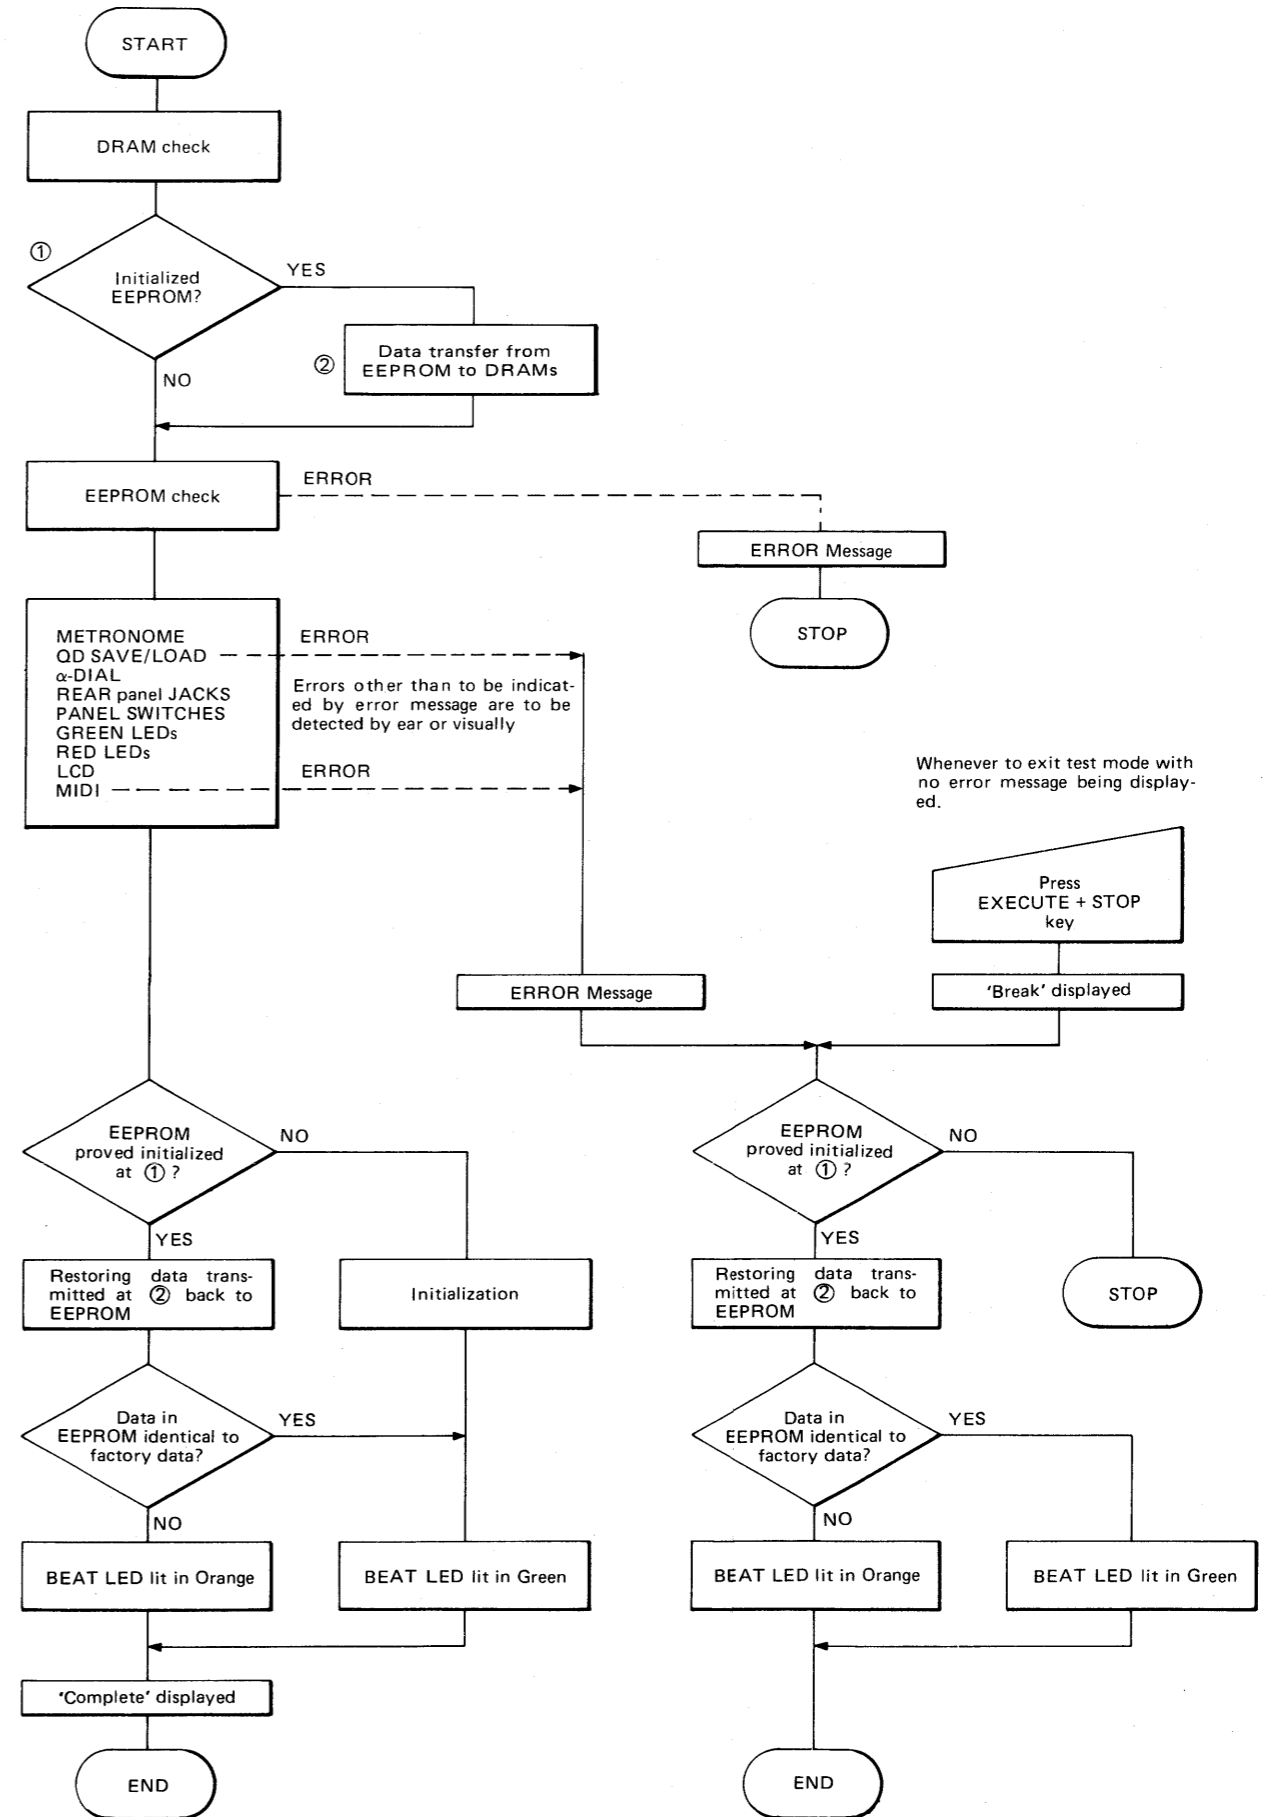 START
DRAM check
①
Initialized
EEPROM?
YES
②
Data transfer from
EEPROM to DRAMs
NO
EEPROM check
ERROR
ERROR Message
STOP
METRONOME
QD SAVE/LOAD
α-DIAL
REAR panel JACKS
PANEL SWITCHES
GREEN LEDs
RED LEDs
LCD
MIDI
ERROR
Errors other than to be indicat-
ed by error message are to be
detected by ear or visually
ERROR
Whenever to exit test mode with
no error message being display-
ed.
Press
EXECUTE + STOP
key
ERROR Message
'Break' displayed
EEPROM
proved initialized
at ① ?
NO
YES
Restoring data trans-
mitted at ② back to
EEPROM
Initialization
Data in
EEPROM identical to
factory data?
YES
NO
BEAT LED lit in Orange
BEAT LED lit in Green
'Complete' displayed
END
EEPROM
proved initialized
at ① ?
NO
YES
Restoring data trans-
mitted at ② back to
EEPROM
STOP
Data in
EEPROM identical to
factory data?
YES
NO
BEAT LED lit in Orange
BEAT LED lit in Green
END